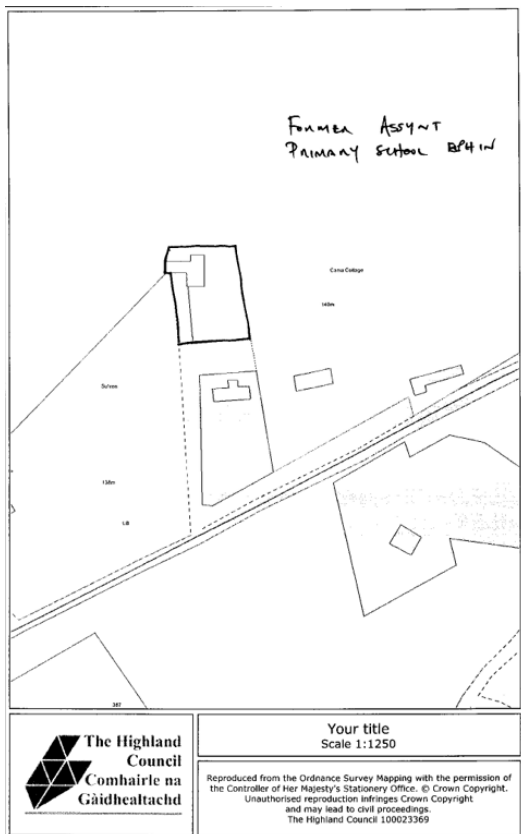 FORMER ASSYNT
PRIMARY SCHOOL ELPHIN
Cama Cottage
LB
The Highland
Council
Comhairle na
Gàidhealtachd
Your title
Scale 1:1250
Reproduced from the Ordnance Survey Mapping with the permission of
the Controller of Her Majesty's Stationery Office. © Crown Copyright.
Unauthorised reproduction infringes Crown Copyright
and may lead to civil proceedings.
The Highland Council 100023369